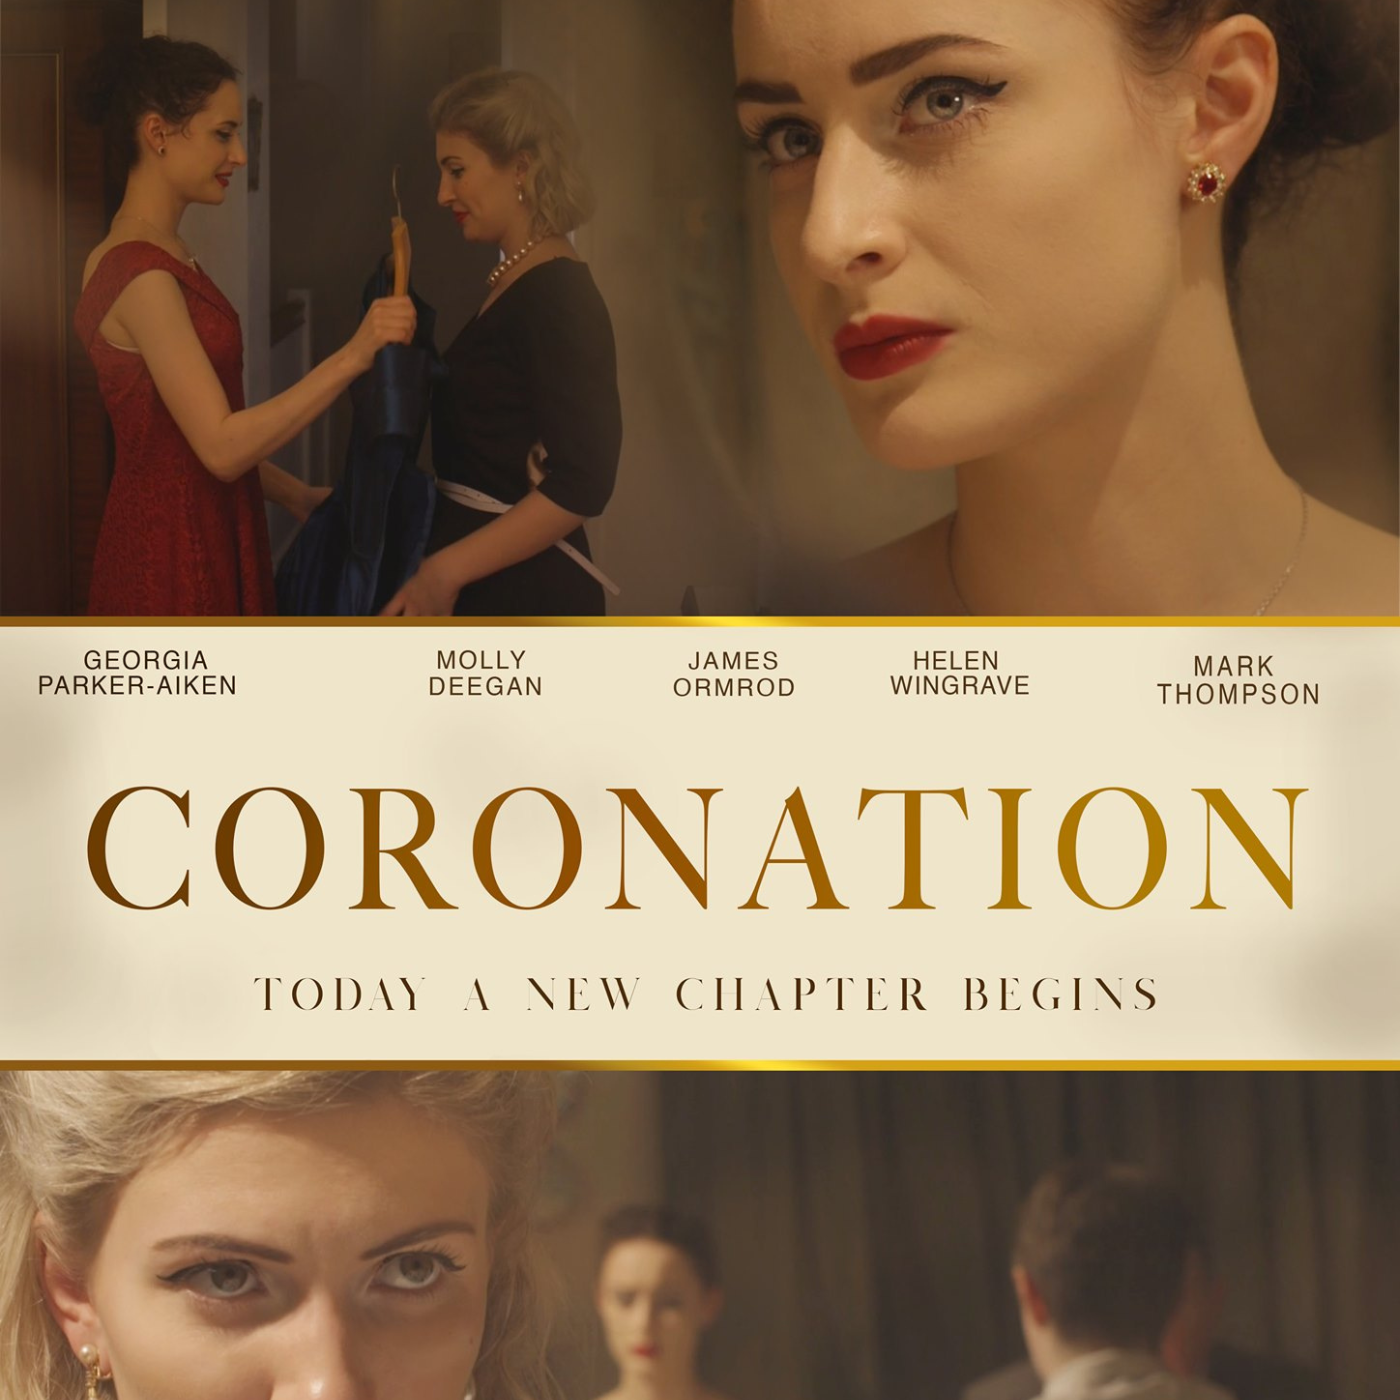 GEORGIA
PARKER-AIKEN
MOLLY
DEEGAN
JAMES
ORMROD
HELEN
WINGRAVE
MARK
THOMPSON
CORONATION
TODAY A NEW CHAPTER BEGINS